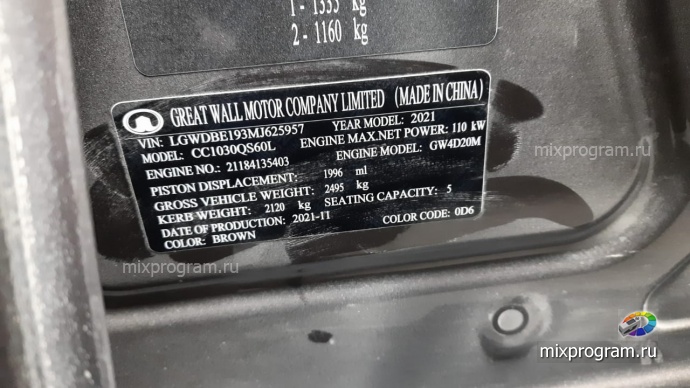 1 - 1335 kg
2 - 1160 kg
GREAT WALL MOTOR COMPANY LIMITED (MADE IN CHINA)
VIN: LGWDBE193MJ625957 YEAR MODEL: 2021
MODEL: CC1030QS60L ENGINE MAX.NET POWER: 110 kW
ENGINE NO.: 21184135403 ENGINE MODEL: GW4D20M
PISTON DISPLACEMENT: 1996 ml
GROSS VEHICLE WEIGHT: 2495 kg
KERB WEIGHT: 2120 kg SEATING CAPACITY: 5
DATE OF PRODUCTION: 2021-11
COLOR: BROWN COLOR CODE: 0D6
mixprogram.ru
mixprogram.ru
mixprogram.ru
mixprogram.ru